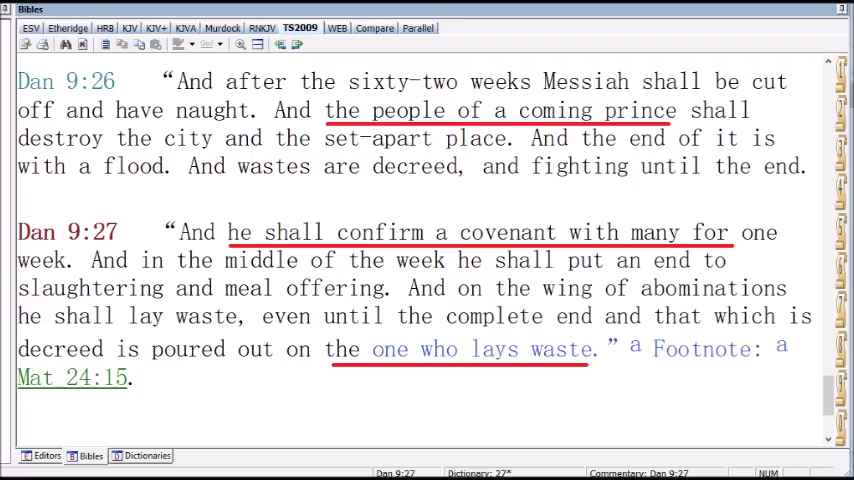 Bibles
ESV Etheridge HRB KJV KJV+ KJVA Murdock RNKJV TS2009 WEB Compare Parallel
Dan 9:26 “And after the sixty-two weeks Messiah shall be cut
off and have naught. And the people of a coming prince shall
destroy the city and the set-apart place. And the end of it is
with a flood. And wastes are decreed, and fighting until the end.
Dan 9:27 “And he shall confirm a covenant with many for one
week. And in the middle of the week he shall put an end to
slaughtering and meal offering. And on the wing of abominations
he shall lay waste, even until the complete end and that which is
decreed is poured out on the one who lays waste.” a Footnote: a
Mat 24:15.
Editors Bibles Dictionaries
Dan 9:27 Dictionary: 27* Commentary: Dan 9:27 NUM